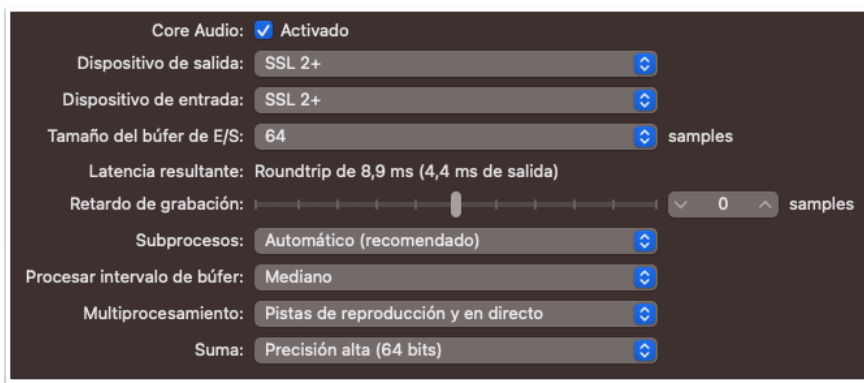 Core Audio: Activado
Dispositivo de salida: SSL 2+
Dispositivo de entrada: SSL 2+
Tamaño del búfer de E/S: 64 samples
Latencia resultante: Roundtrip de 8,9 ms (4,4 ms de salida)
Retardo de grabación: 0 samples
Subprocesos: Automático (recomendado)
Procesar intervalo de búfer: Mediano
Multiprocesamiento: Pistas de reproducción y en directo
Suma: Precisión alta (64 bits)